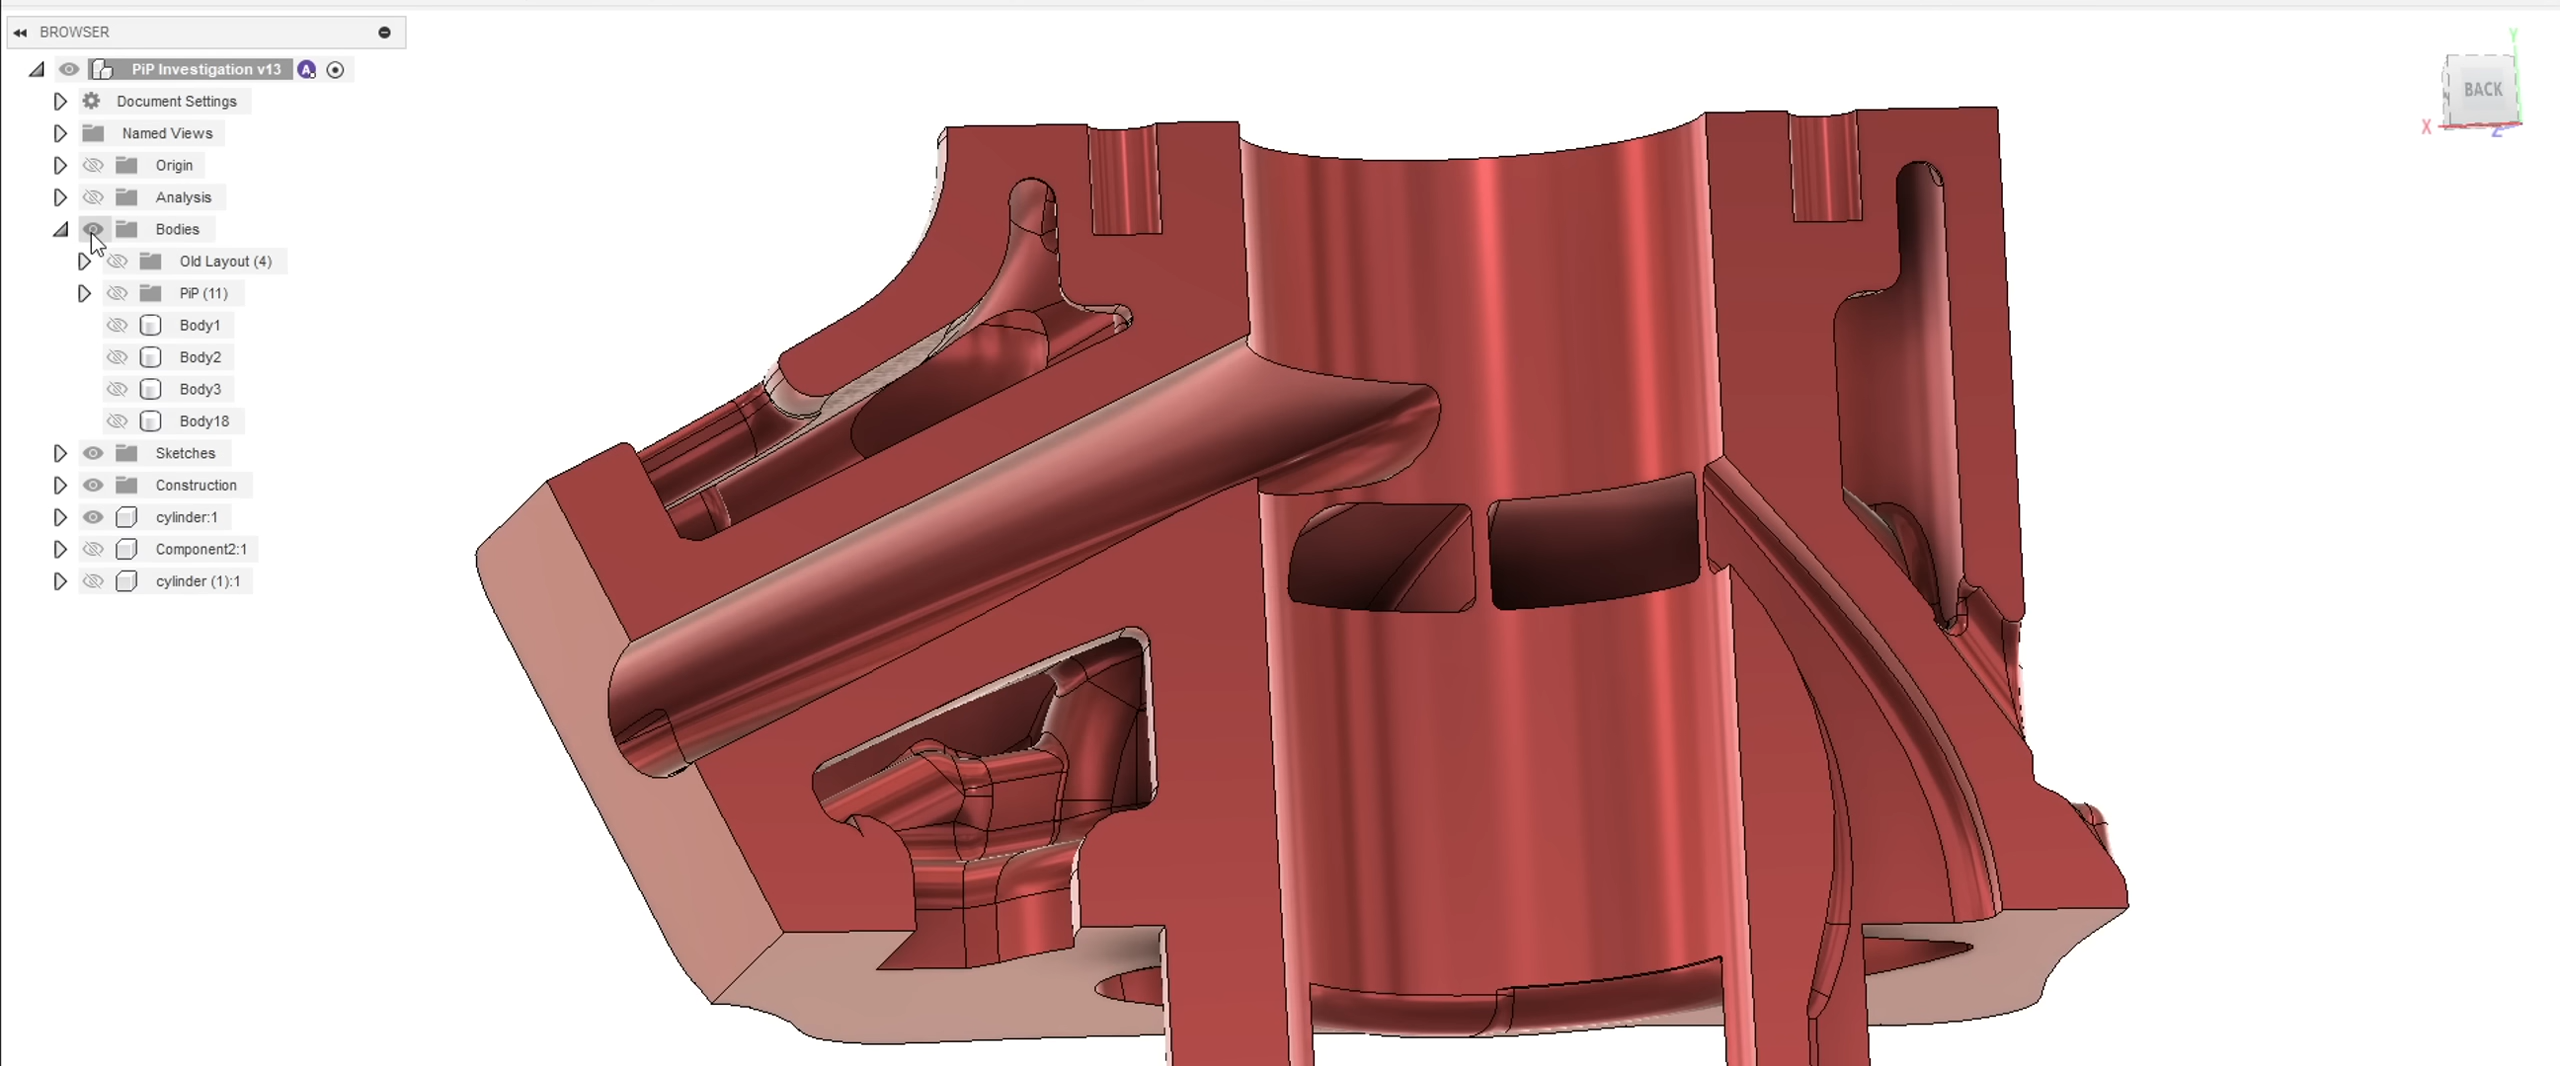 BROWSER
PiP Investigation v13 A
Document Settings
Named Views
Origin
Analysis
Bodies
Old Layout (4)
PiP (11)
Body1
Body2
Body3
Body18
Sketches
Construction
cylinder:1
Component2:1
cylinder (1):1
Y
BACK
X
Z